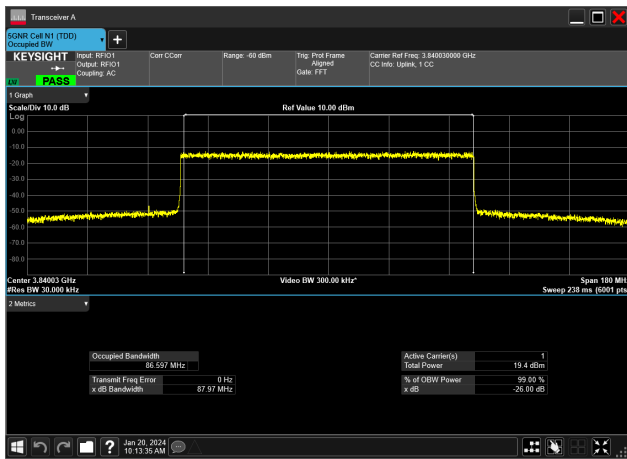 Transceiver A
5GNR Cell N1 (TDD)
Occupied BW
KEYSIGHT
Input: RFIO1
Output: RFIO1
Coupling: AC
Corr CCorr
Range: -60 dBm
Trig: Prot Frame
Aligned
Gate: FFT
Carrier Ref Freq: 3.840030000 GHz
CC Info: Uplink, 1 CC
PASS
1 Graph
Scale/Div 10.0 dB
Ref Value 10.00 dBm
Log
0.00
-10.0
-20.0
-30.0
-40.0
-50.0
-60.0
-70.0
-80.0
Center 3.84003 GHz
Video BW 300.00 kHz*
Span 180 MHz
#Res BW 30.000 kHz
Sweep 238 ms (6001 pts
2 Metrics
Occupied Bandwidth
86.597 MHz
Transmit Freq Error 0 Hz
x dB Bandwidth 87.97 MHz
Active Carrier(s) 1
Total Power 19.4 dBm
% of OBW Power 99.00 %
x dB -26.00 dB
Jan 20, 2024
10:13:35 AM